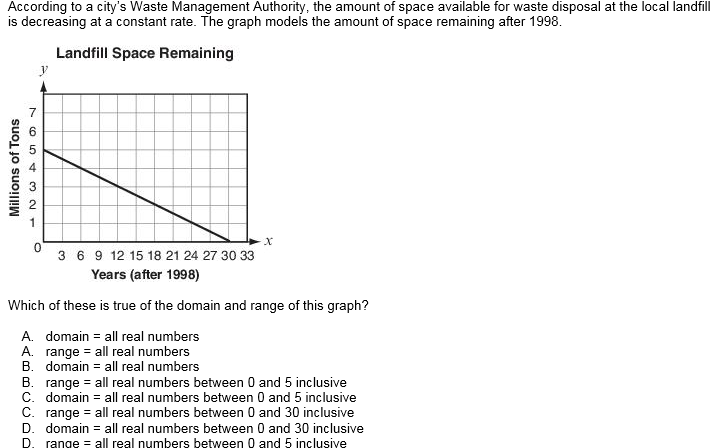 According to a city's Waste Management Authority, the amount of space available for waste disposal at the local landfill
is decreasing at a constant rate. The graph models the amount of space remaining after 1998.
Landfill Space Remaining
y
7
6
5
4
3
2
1
0
Millions of Tons
x
3 6 9 12 15 18 21 24 27 30 33
Years (after 1998)
Which of these is true of the domain and range of this graph?
A. domain = all real numbers
A. range = all real numbers
B. domain = all real numbers
B. range = all real numbers between 0 and 5 inclusive
C. domain = all real numbers between 0 and 5 inclusive
C. range = all real numbers between 0 and 30 inclusive
D. domain = all real numbers between 0 and 30 inclusive
D. range = all real numbers between 0 and 5 inclusive